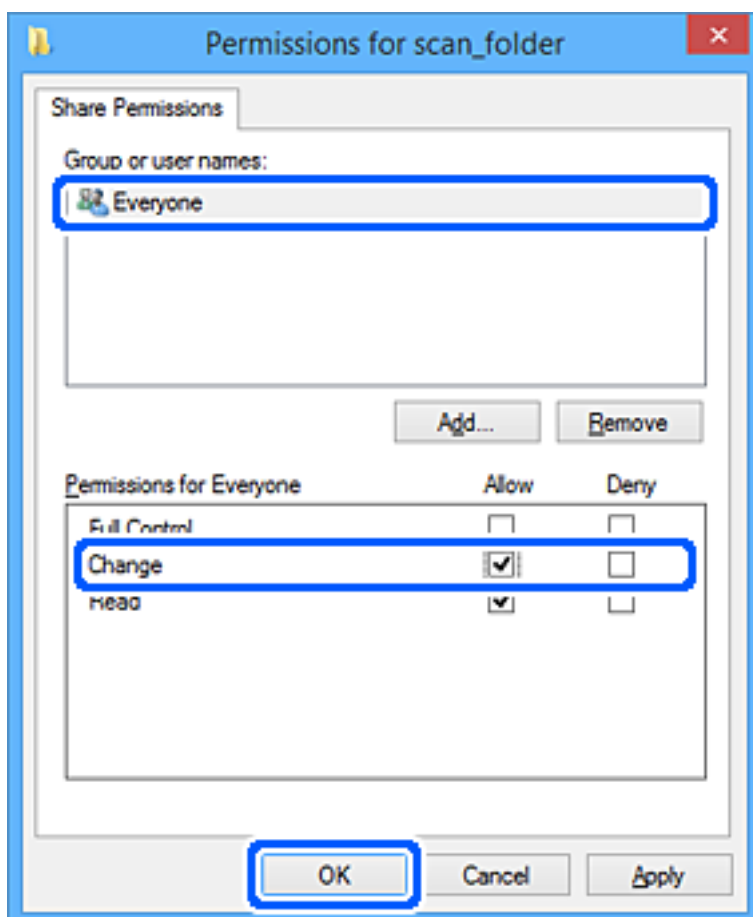 Permissions for scan_folder
Share Permissions
Group or user names:
Everyone
Add... Remove
Permissions for Everyone Allow Deny
Full Control
Change
Read
OK Cancel Apply